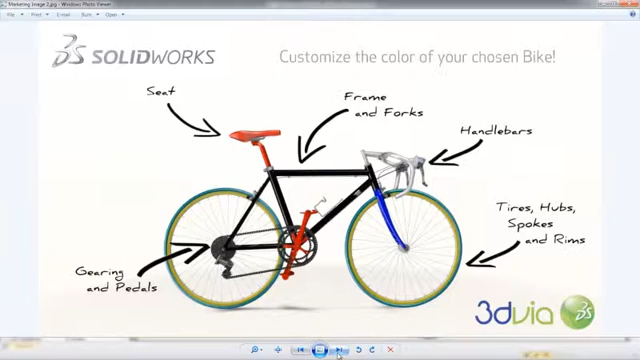 Marketing Image 2.jpg - Windows Photo Viewer
File Print E-mail Burn Open
SOLIDWORKS
Customize the color of your chosen Bike!
Seat
Frame
and Forks
Handlebars
Tires, Hubs,
Spokes
and Rims
Gearing
and Pedals
3dvia